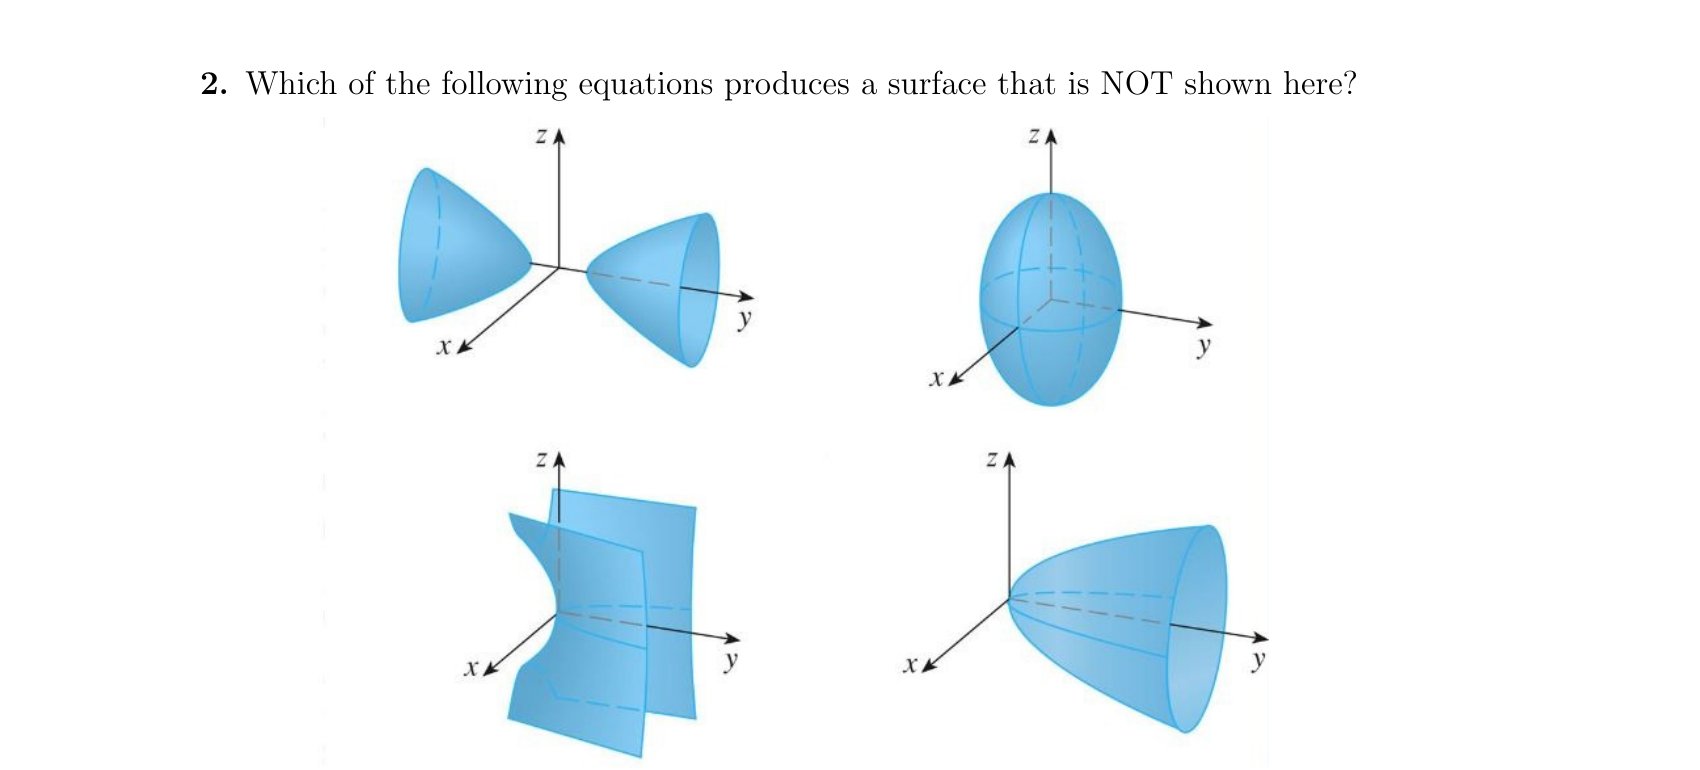 2. Which of the following equations produces a surface that is NOT shown here?
z
z
y
x
y
x
z
z
y
x
y
x